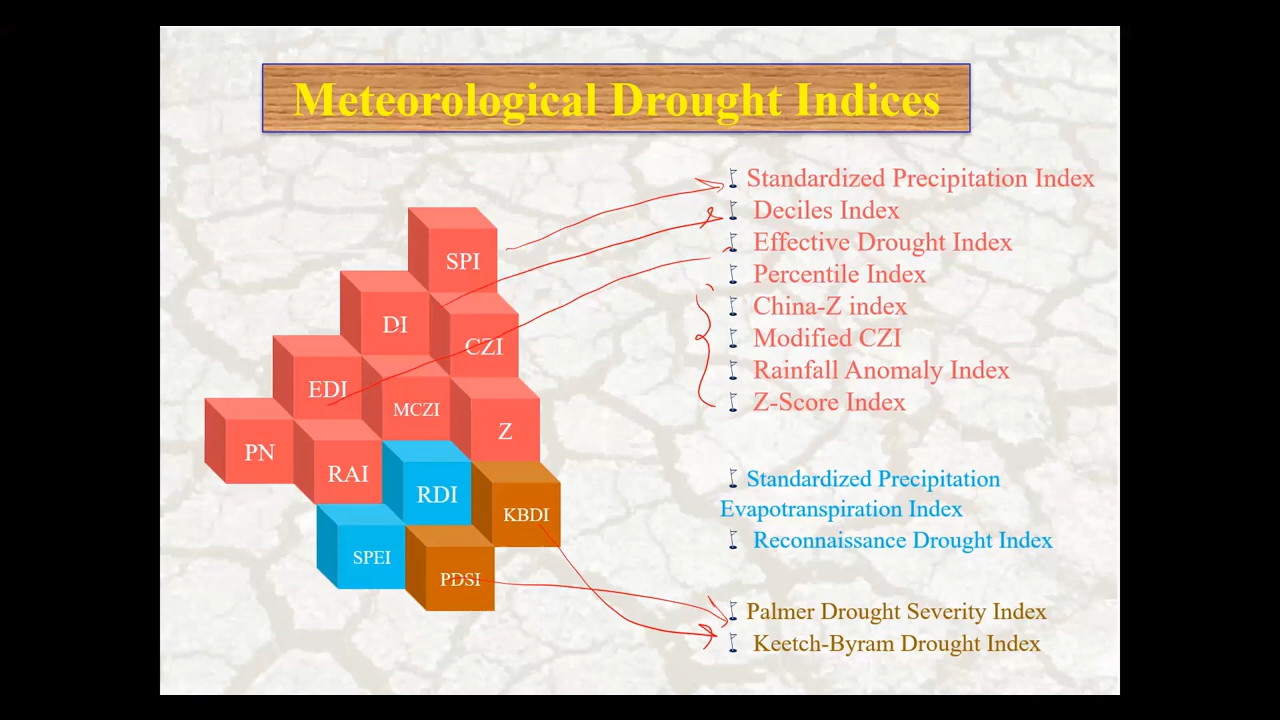 Meteorological Drought Indices
SPI
DI
CZI
EDI
MCZI
Z
PN
RAI
RDI
KBDI
SPEI
PDSI
Standardized Precipitation Index
Deciles Index
Effective Drought Index
Percentile Index
China-Z index
Modified CZI
Rainfall Anomaly Index
Z-Score Index
Standardized Precipitation
Evapotranspiration Index
Reconnaissance Drought Index
Palmer Drought Severity Index
Keetch-Byram Drought Index